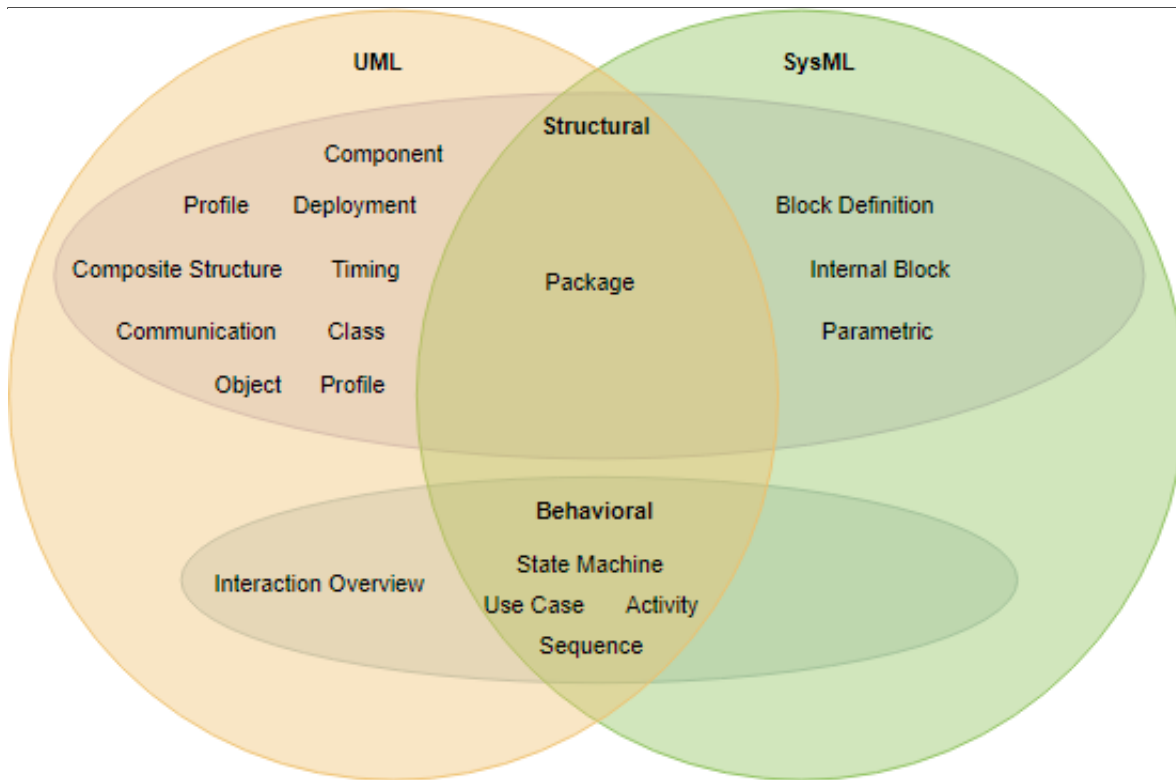 UML SysML
Structural
Component
Profile Deployment Block Definition
Composite Structure Timing Internal Block
Package
Communication Class Parametric
Object Profile
Behavioral
State Machine
Interaction Overview
Use Case Activity
Sequence